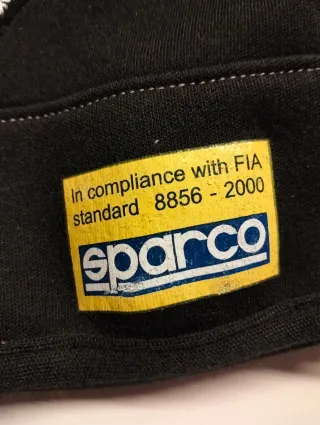 In compliance with FIA
standard 8856 - 2000
sparco